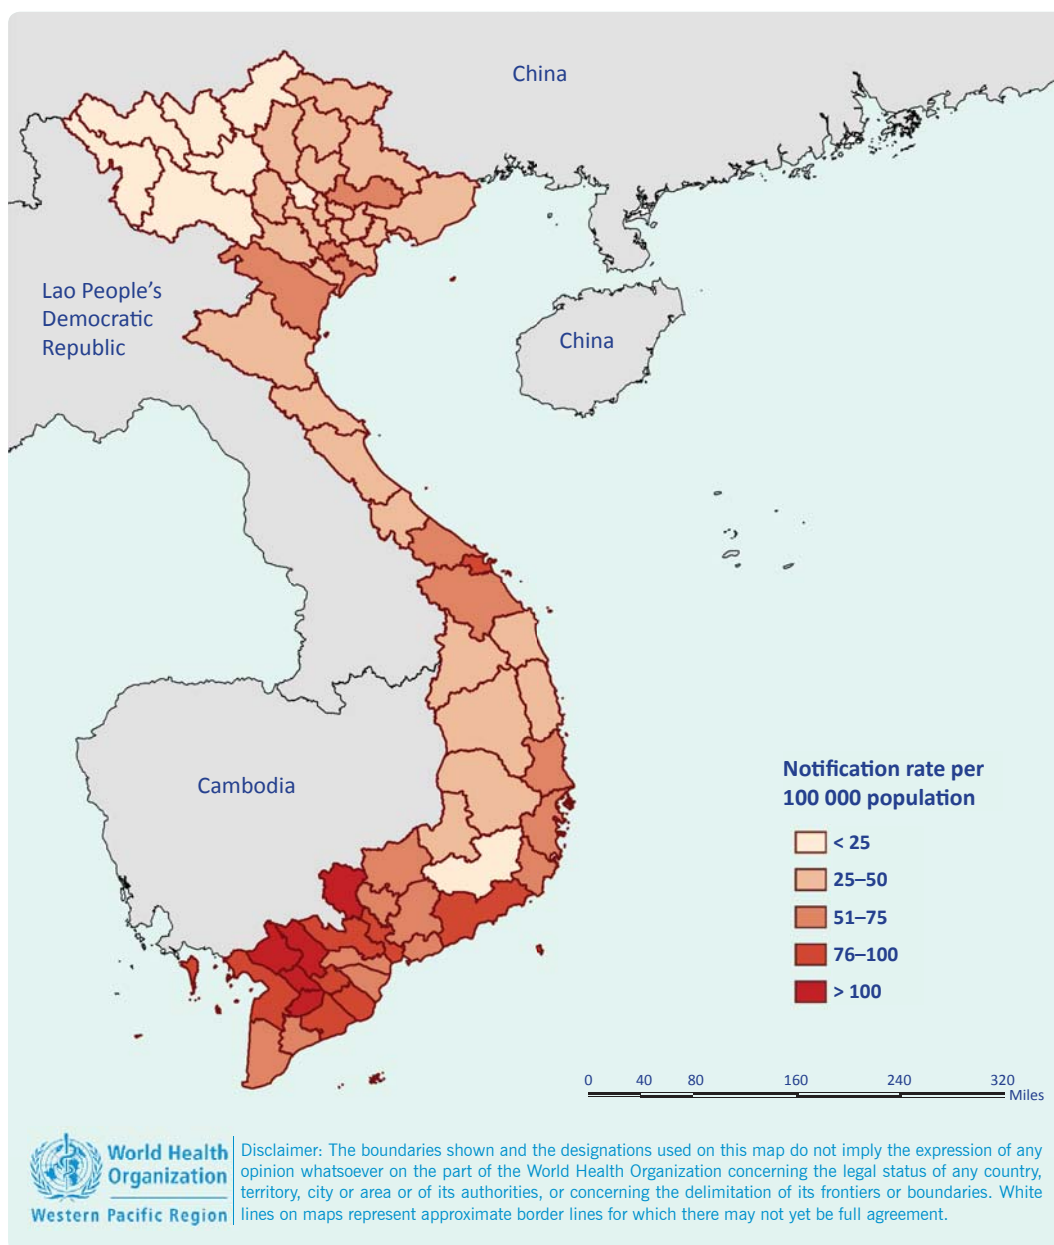 China
Lao People’s
Democratic
Republic
China
Cambodia
Notification rate per
100 000 population
< 25
25–50
51–75
76–100
> 100
0 40 80 160 240 320
Miles
World Health
Organization
Western Pacific Region
Disclaimer: The boundaries shown and the designations used on this map do not imply the expression of any
opinion whatsoever on the part of the World Health Organization concerning the legal status of any country,
territory, city or area or of its authorities, or concerning the delimitation of its frontiers or boundaries. White
lines on maps represent approximate border lines for which there may not yet be full agreement.